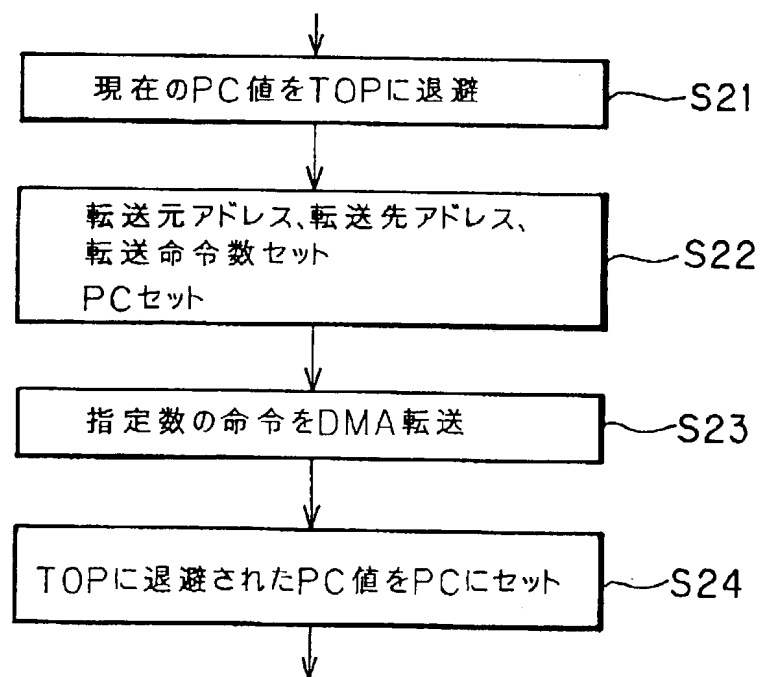 現在のPC値をTOPに退避
S21
転送元アドレス、転送先アドレス、
転送命令数セット
PCセット
S22
指定数の命令をDMA転送
S23
TOPに退避されたPC値をPCにセット
S24